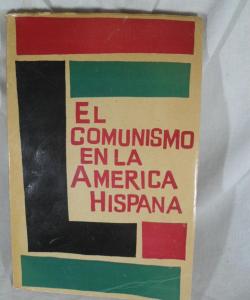 EL
COMUNISMO
EN LA
AMERICA
HISPANA